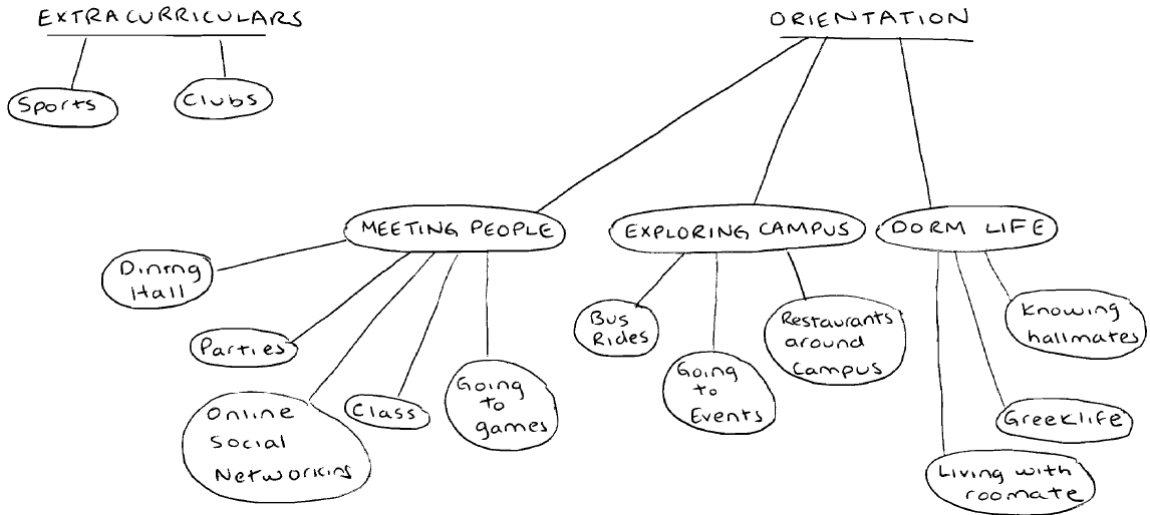 EXTRACURRICULARS
Sports
Clubs
ORIENTATION
MEETING PEOPLE
Dining
Hall
Parties
Online
Social
Networking
Class
Going
to
games
EXPLORING CAMPUS
Bus
Rides
Going
to
Events
Restaurants
around
Campus
DORM LIFE
Knowing
hallmates
Greeklife
Living with
roomate